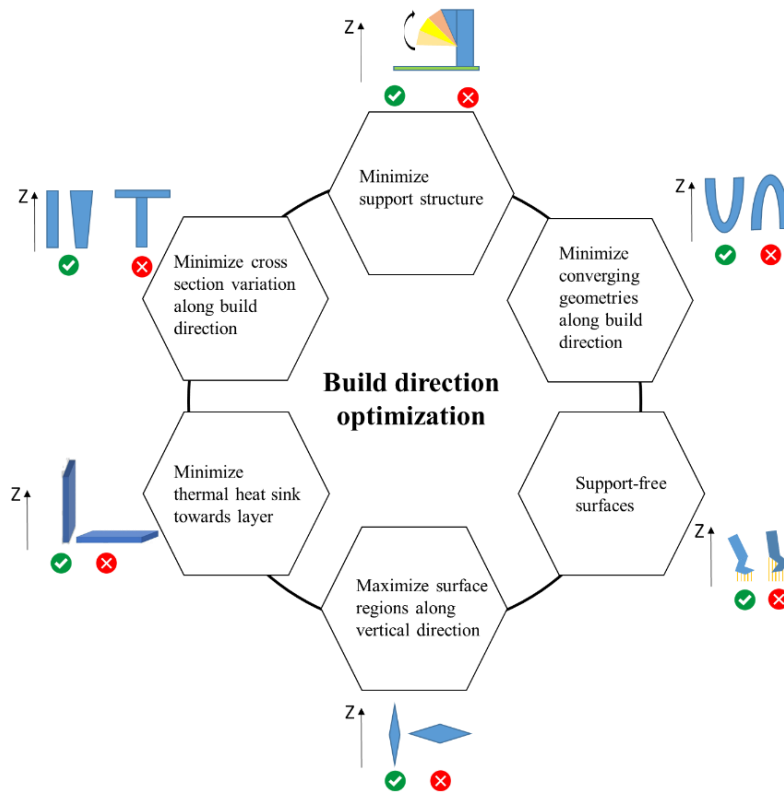 Z
Minimize
support structure
Z
Minimize cross
section variation
along build
direction
Z
Minimize
converging
geometries
along build
direction
Build direction
optimization
Z
Minimize
thermal heat sink
towards layer
Z
Support-free
surfaces
Maximize surface
regions along
vertical direction
Z